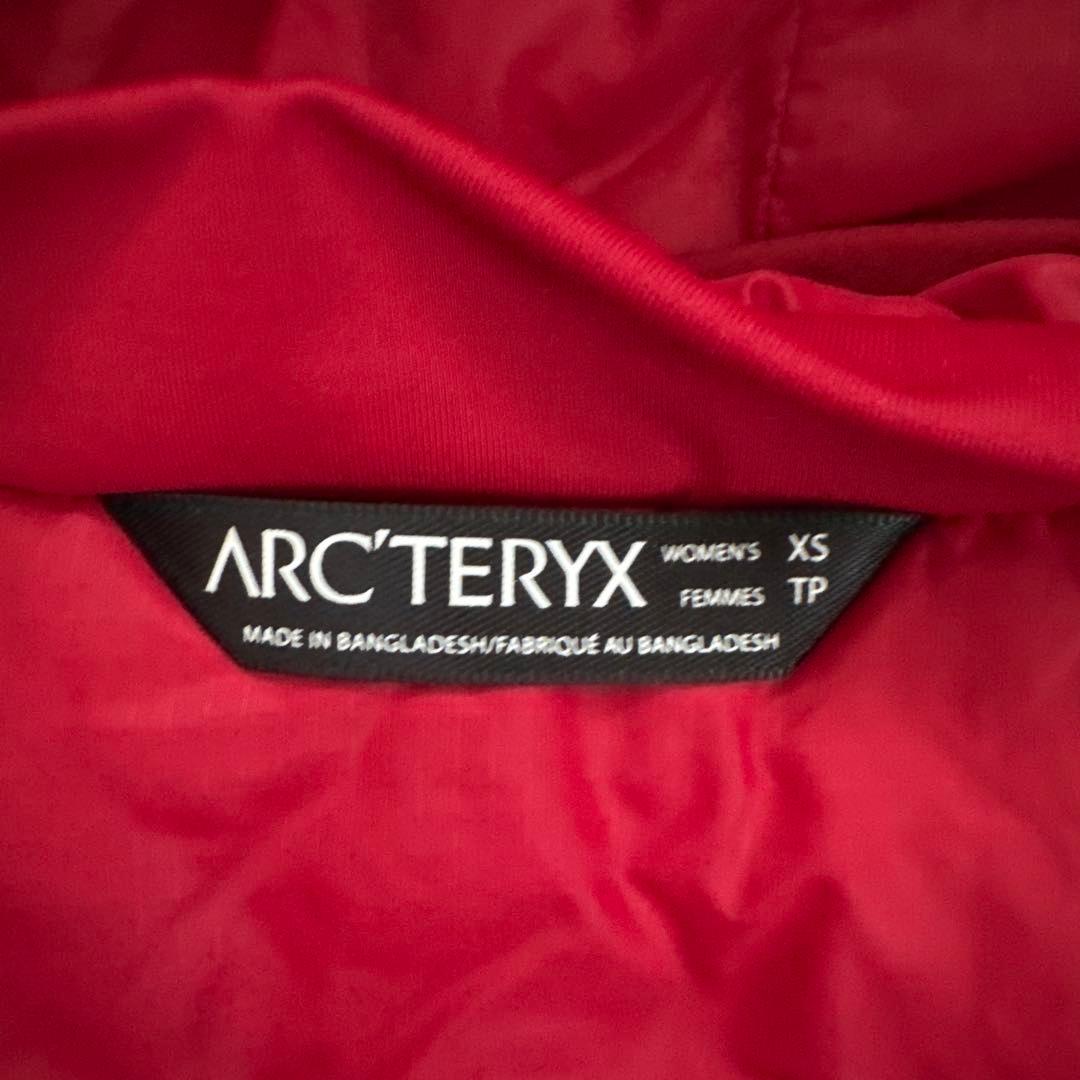 ARC'TERYX WOMEN'S XS
FEMMES TP
MADE IN BANGLADESH/FABRIQUÉ AU BANGLADESH